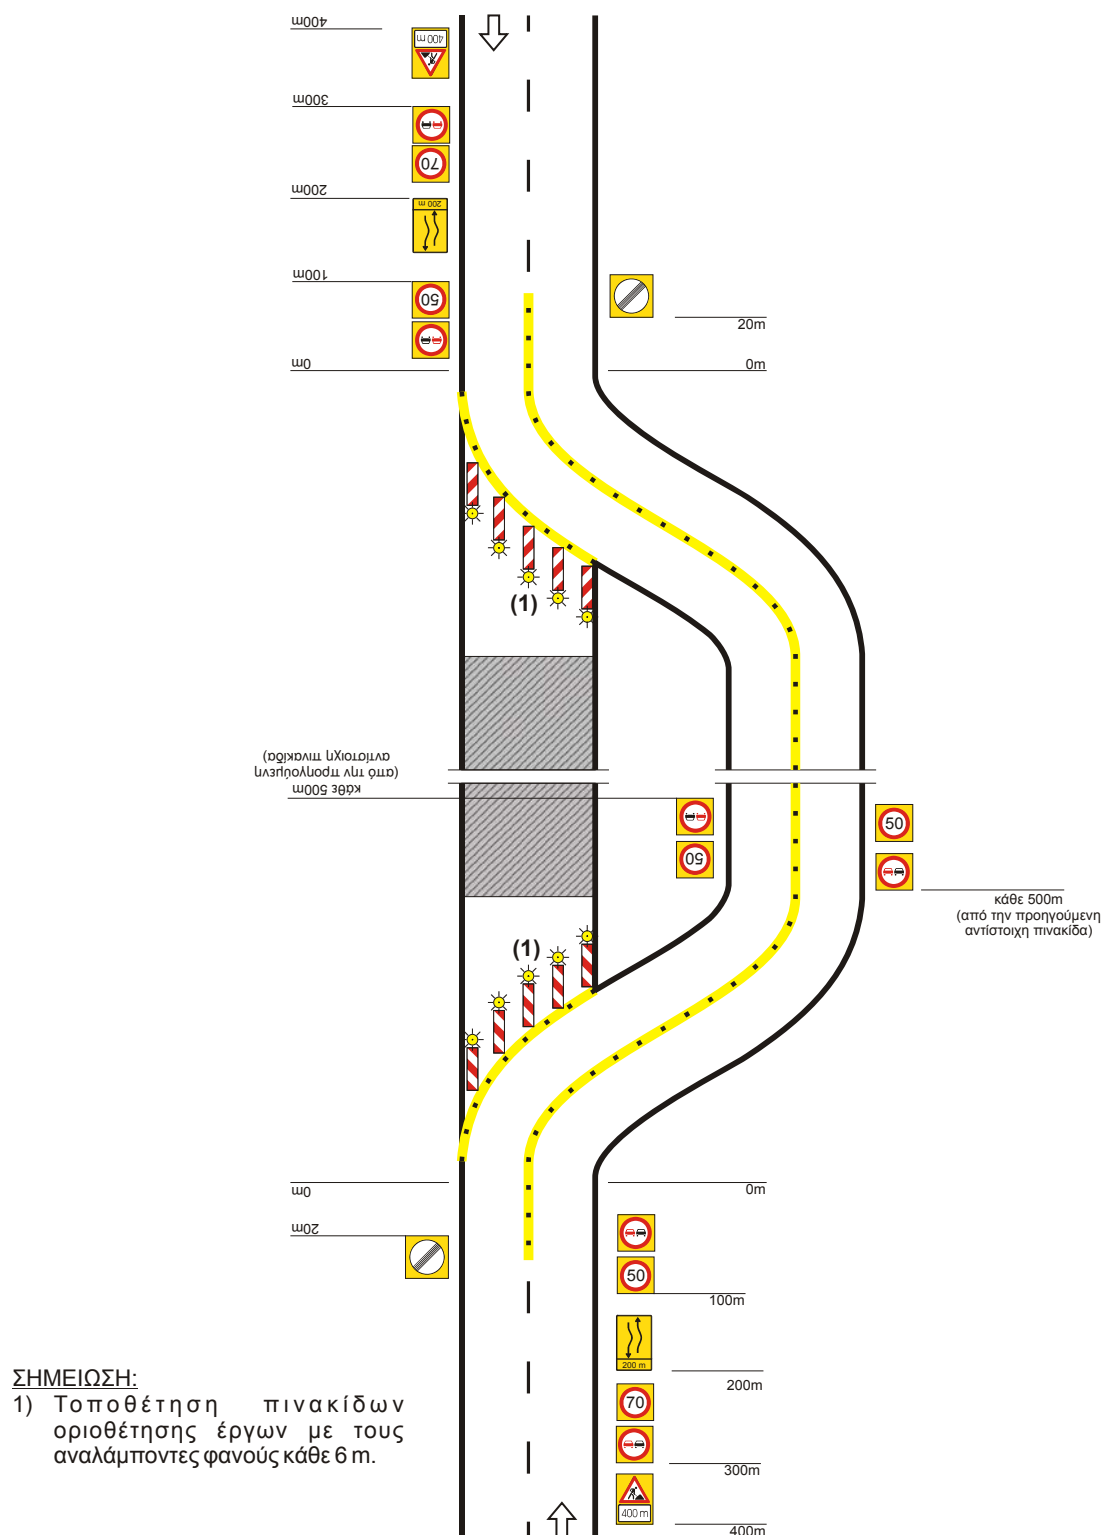 400m
400 m
300m
70
200m
200 m
100m
50
0m
20m
0m
(1)
κάθε 500m
(από την προηγούμενη
αντίστοιχη πινακίδα)
50
50
κάθε 500m
(από την προηγούμενη
αντίστοιχη πινακίδα)
(1)
0m
20m
0m
50
100m
200 m
200m
70
300m
400 m
400m
ΣΗΜΕΙΩΣΗ:
1) Τοποθέτηση πινακίδων
οριοθέτησης έργων με τους
αναλάμποντες φανούς κάθε 6 m.